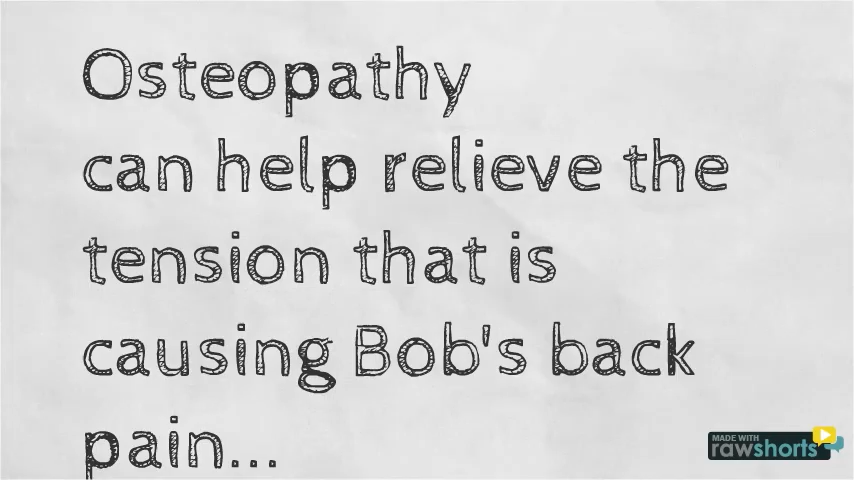 Osteopathy
can help relieve the
tension that is
causing Bob's back
pain...
MADE WITH
rawshorts